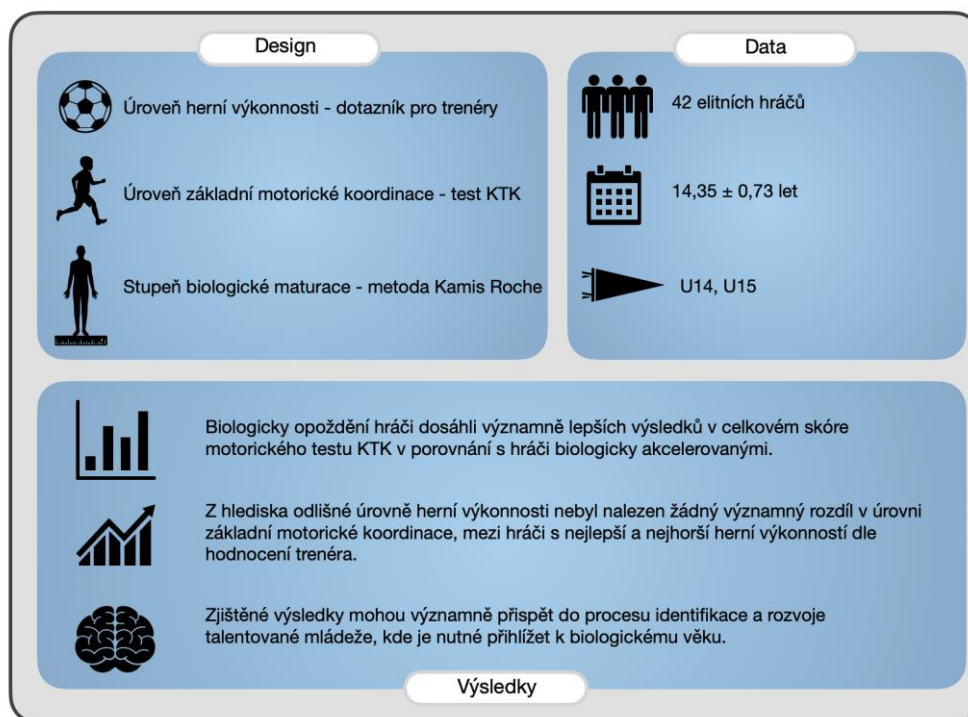 Design
Úroveň herní výkonnosti - dotazník pro trenéry
Úroveň základní motorické koordinace - test KTK
Stupeň biologické maturace - metoda Kamis Roche
Data
42 elitních hráčů
14,35 ± 0,73 let
U14, U15
Biologicky opoždění hráči dosáhli významně lepších výsledků v celkovém skóre
motorického testu KTK v porovnání s hráči biologicky akcelerovanými.
Z hlediska odlišné úrovně herní výkonnosti nebyl nalezen žádný významný rozdíl v úrovni
základní motorické koordinace, mezi hráči s nejlepší a nejhorší herní výkonností dle
hodnocení trenéra.
Zjištěné výsledky mohou významně přispět do procesu identifikace a rozvoje
talentované mládeže, kde je nutné přihlížet k biologickému věku.
Výsledky